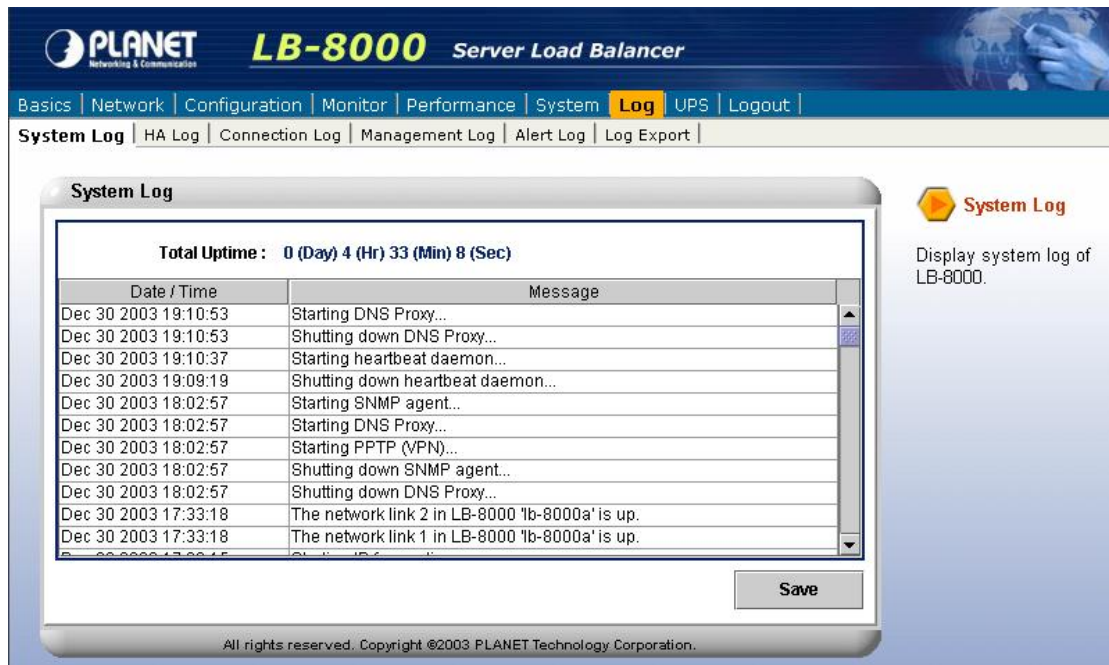 PLANET
Networking & Communication
LB-8000 Server Load Balancer
Basics | Network | Configuration | Monitor | Performance | System | Log | UPS | Logout |
System Log | HA Log | Connection Log | Management Log | Alert Log | Log Export |
System Log
Total Uptime : 0 (Day) 4 (Hr) 33 (Min) 8 (Sec)
Date / Time Message
Dec 30 2003 19:10:53 Starting DNS Proxy...
Dec 30 2003 19:10:53 Shutting down DNS Proxy...
Dec 30 2003 19:10:37 Starting heartbeat daemon...
Dec 30 2003 19:09:19 Shutting down heartbeat daemon...
Dec 30 2003 18:02:57 Starting SNMP agent...
Dec 30 2003 18:02:57 Starting DNS Proxy...
Dec 30 2003 18:02:57 Starting PPTP (VPN)...
Dec 30 2003 18:02:57 Shutting down SNMP agent...
Dec 30 2003 18:02:57 Shutting down DNS Proxy...
Dec 30 2003 17:33:18 The network link 2 in LB-8000 'lb-8000a' is up.
Dec 30 2003 17:33:18 The network link 1 in LB-8000 'lb-8000a' is up.
Save
All rights reserved. Copyright ©2003 PLANET Technology Corporation.
System Log
Display system log of
LB-8000.